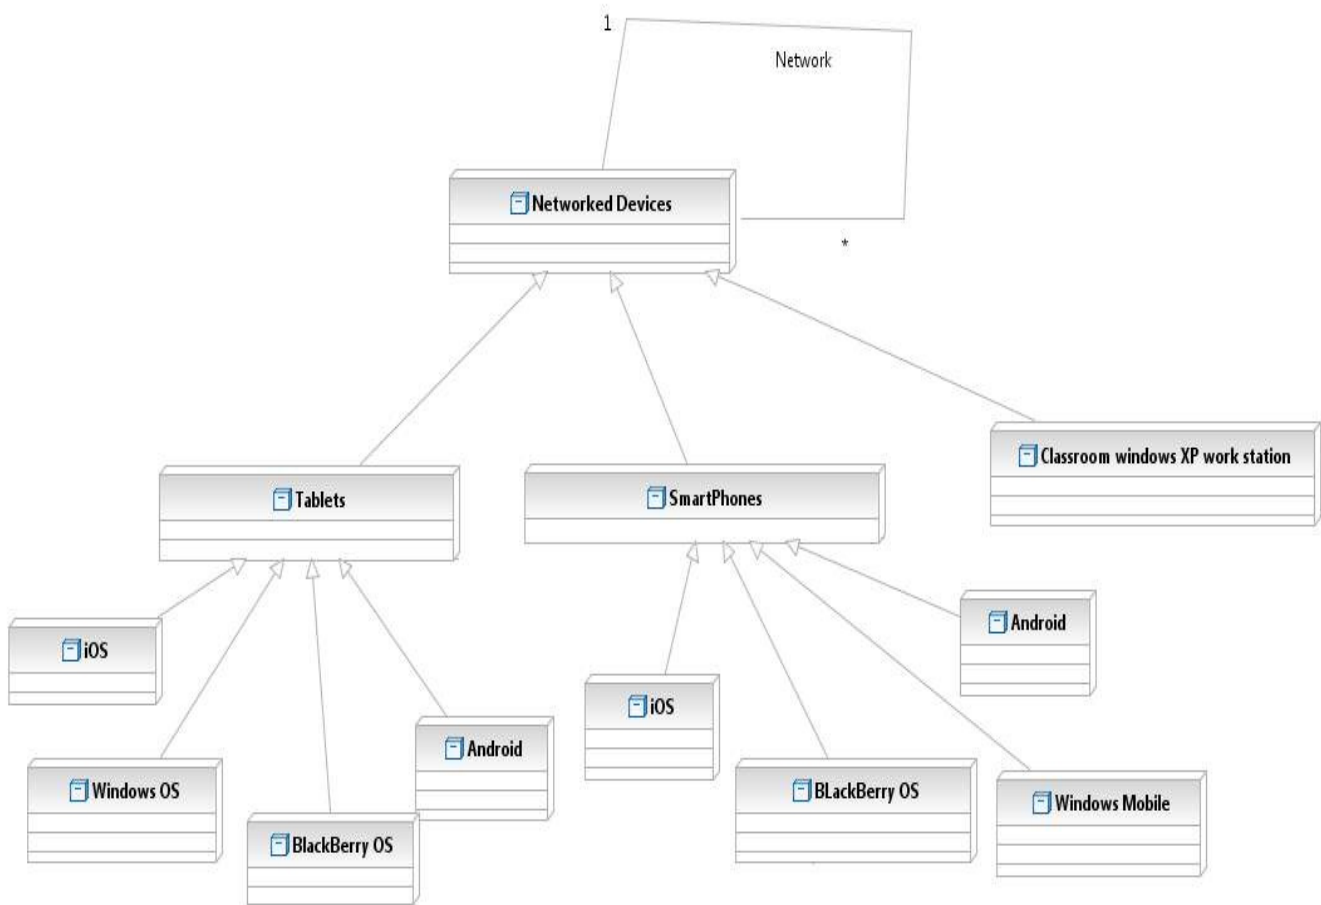 1
Network
Networked Devices
*
Classroom windows XP work station
Tablets
SmartPhones
iOS
Android
iOS
Android
Windows OS
BlackBerry OS
BLackBerry OS
Windows Mobile